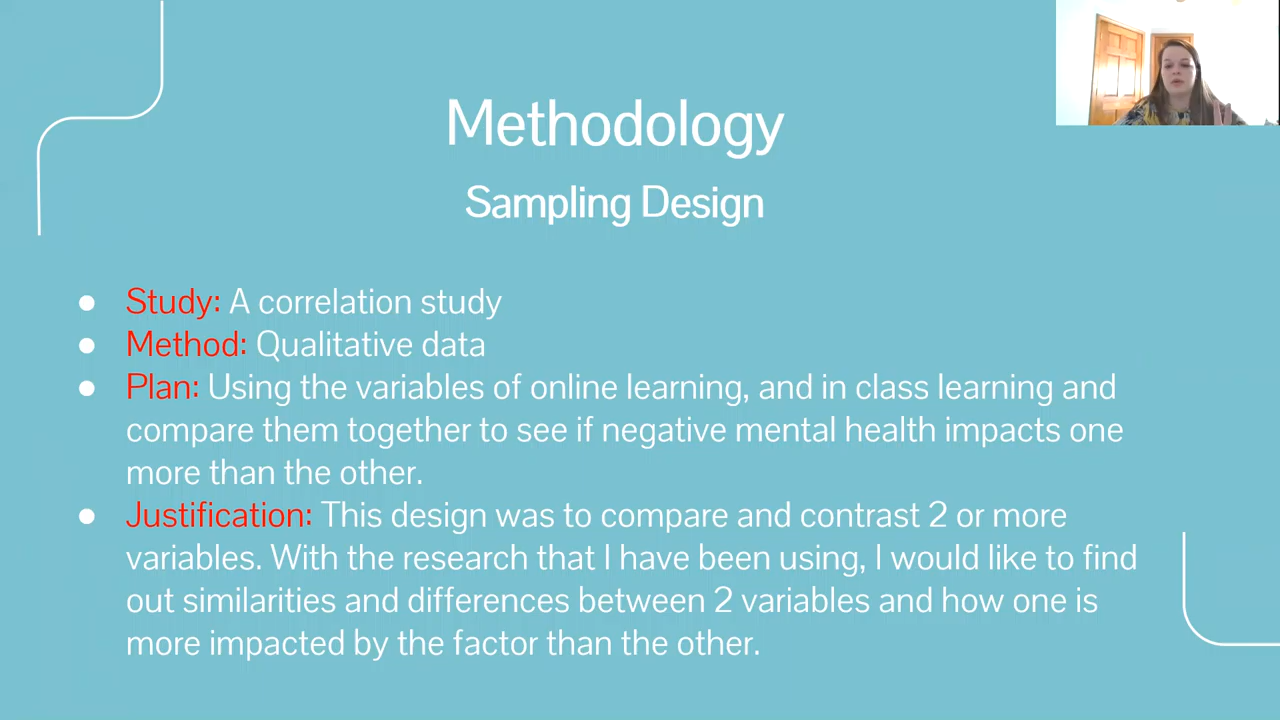 Methodology
Sampling Design
● Study: A correlation study
● Method: Qualitative data
● Plan: Using the variables of online learning, and in class learning and
compare them together to see if negative mental health impacts one
more than the other.
● Justification: This design was to compare and contrast 2 or more
variables. With the research that I have been using, I would like to find
out similarities and differences between 2 variables and how one is
more impacted by the factor than the other.